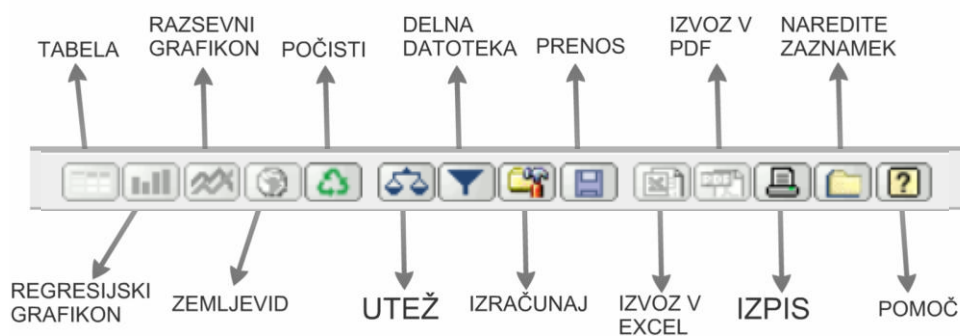 TABELA
RAZSEVNI
GRAFIKON
POČISTI
DELNA
DATOTEKA
PRENOS
IZVOZ V
PDF
NAREDITE
ZAZNAMEK
REGRESIJSKI
GRAFIKON
ZEMLJEVID
UTEŽ
IZRAČUNAJ
IZVOZ V
EXCEL
IZPIS
POMOČ